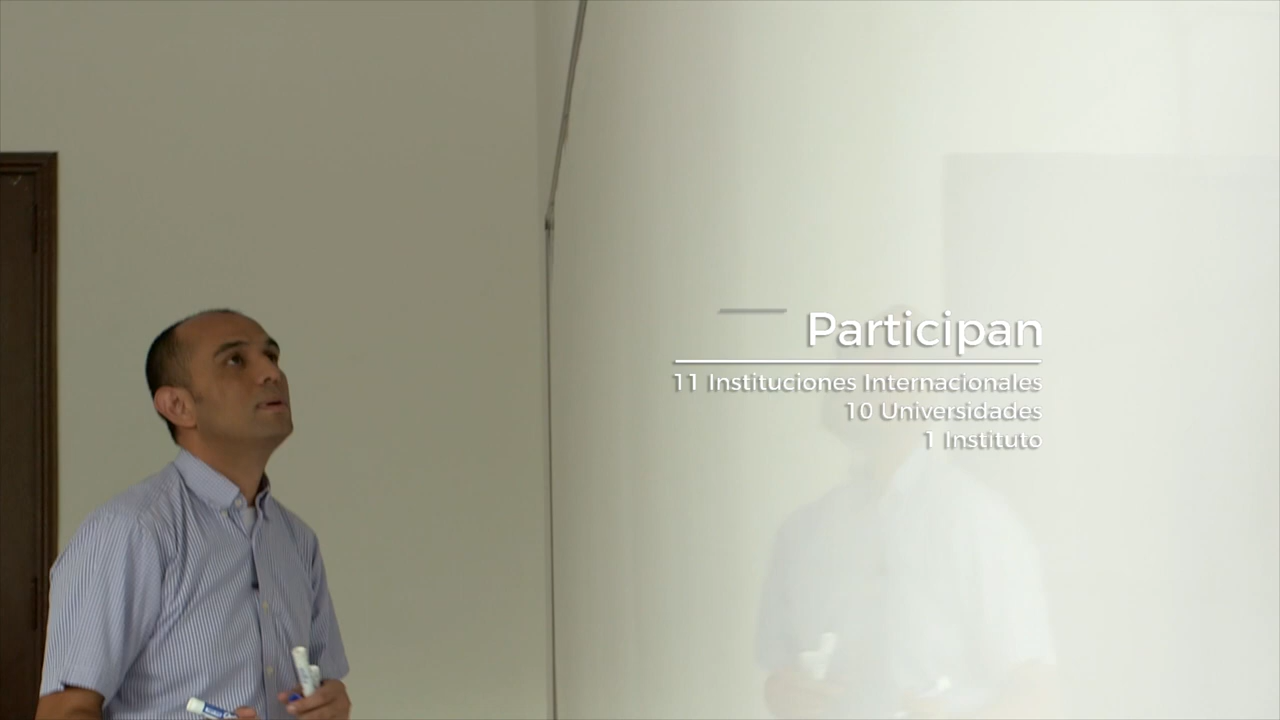 Participan
11 Instituciones Internacionales
10 Universidades
1 Instituto